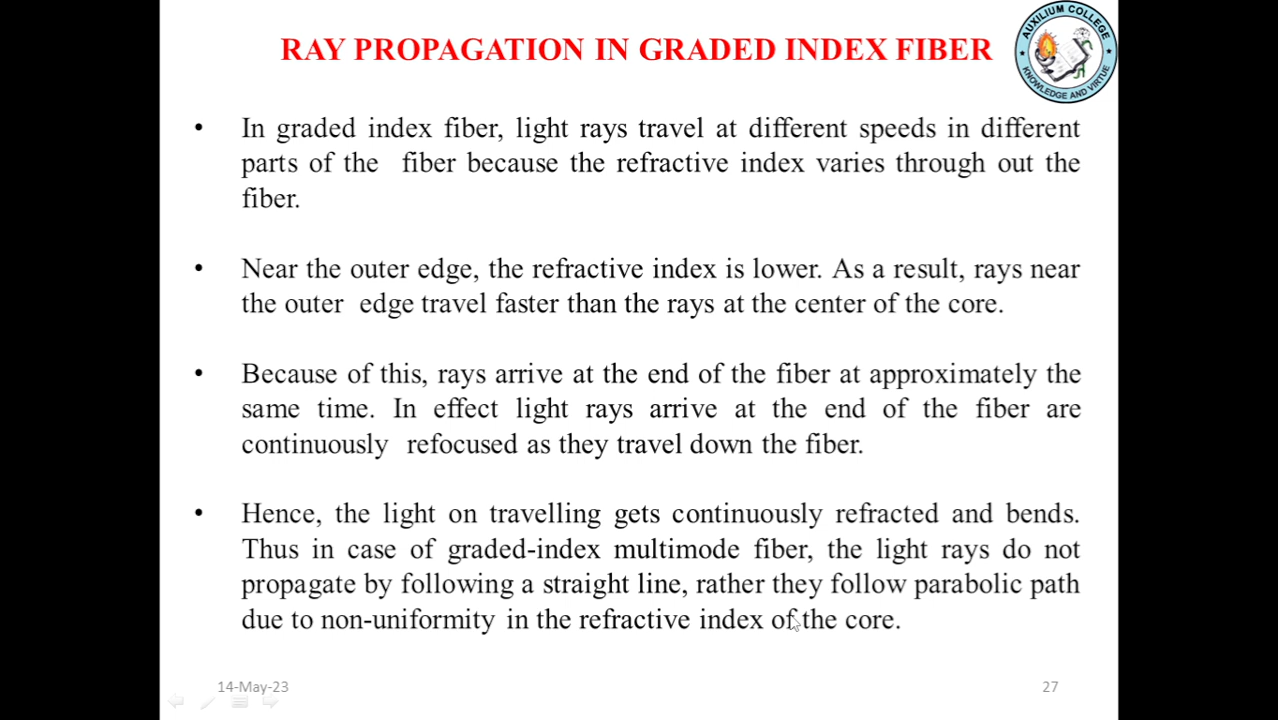 RAY PROPAGATION IN GRADED INDEX FIBER
AUXILIUM COLLEGE
KNOWLEDGE AND VIRTUE
• In graded index fiber, light rays travel at different speeds in different
parts of the fiber because the refractive index varies through out the
fiber.
• Near the outer edge, the refractive index is lower. As a result, rays near
the outer edge travel faster than the rays at the center of the core.
• Because of this, rays arrive at the end of the fiber at approximately the
same time. In effect light rays arrive at the end of the fiber are
continuously refocused as they travel down the fiber.
• Hence, the light on travelling gets continuously refracted and bends.
Thus in case of graded-index multimode fiber, the light rays do not
propagate by following a straight line, rather they follow parabolic path
due to non-uniformity in the refractive index of the core.
14-May-23
27